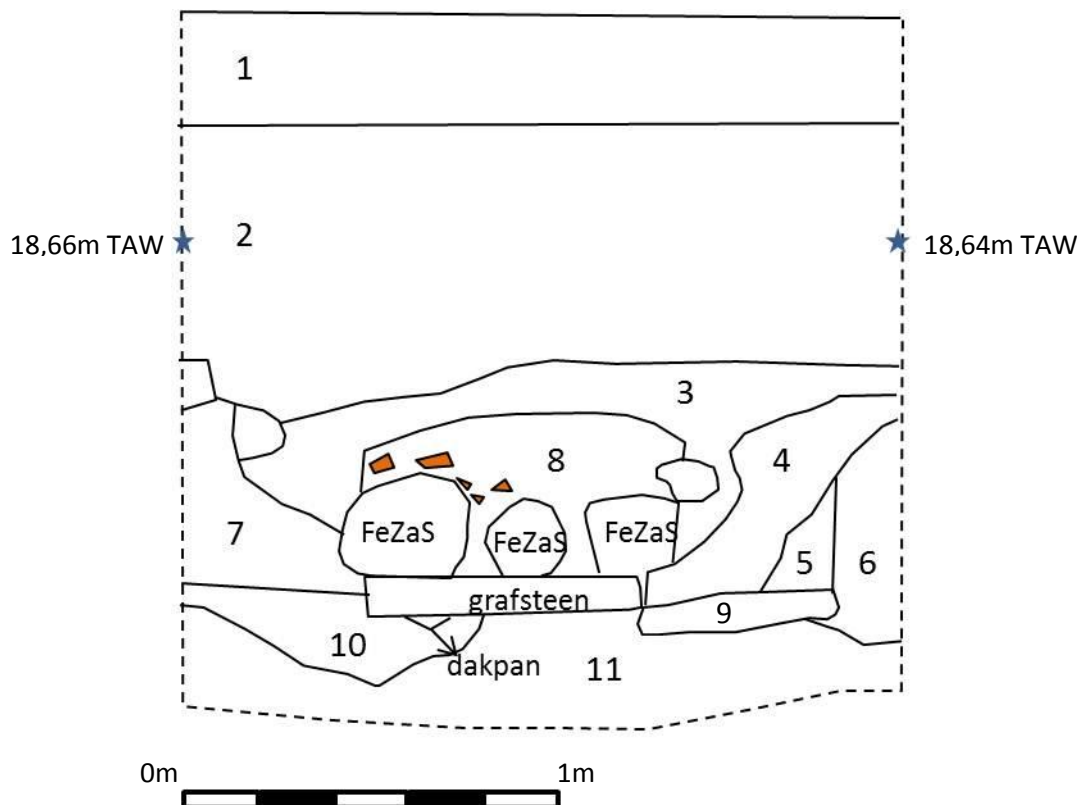 1
18,66m TAW 2 18,64m TAW
3
8 4
7 FeZaS FeZaS FeZaS 5 6
grafsteen 9
10 dakpan 11
0m 1m